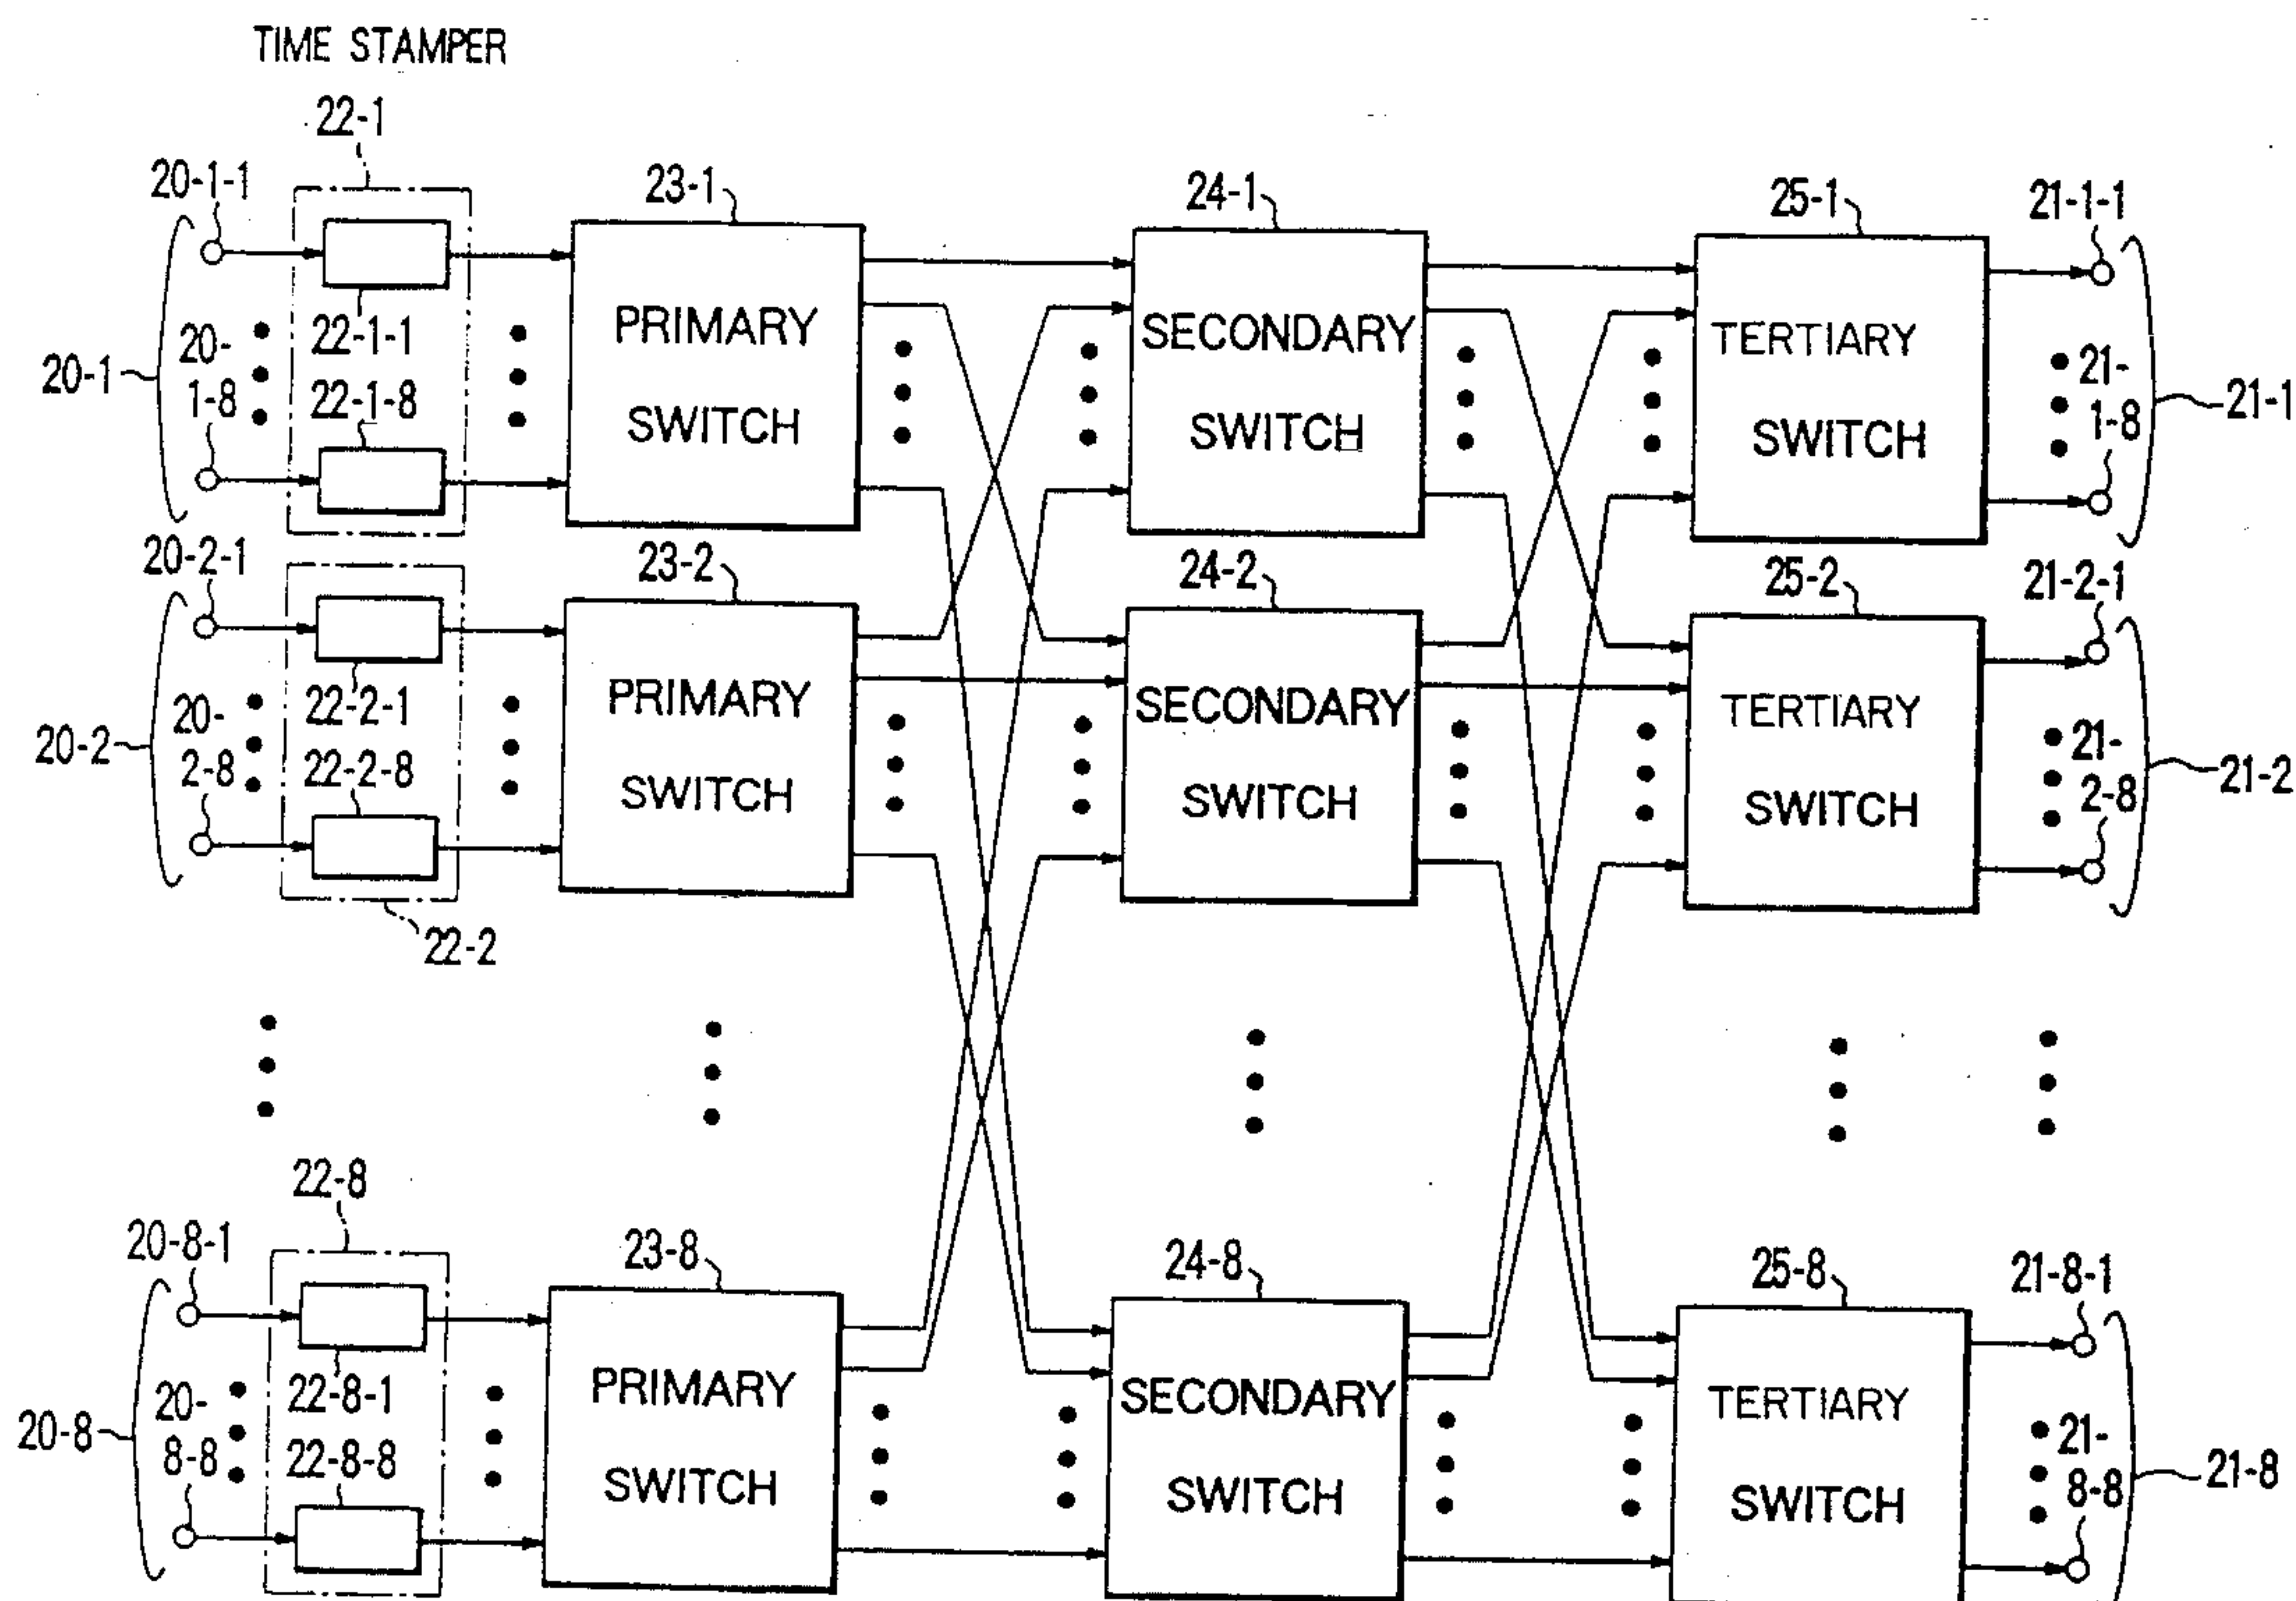 TIME STAMPER
22-1
20-1-1
23-1
24-1
25-1
21-1-1
20-1
20-
1-8
22-1-1
22-1-8
PRIMARY
SWITCH
SECONDARY
SWITCH
TERTIARY
SWITCH
21-
1-8
21-1
20-2-1
23-2
24-2
25-2
21-2-1
20-2
20-
2-8
22-2-1
22-2-8
PRIMARY
SWITCH
SECONDARY
SWITCH
TERTIARY
SWITCH
21-
2-8
21-2
22-2
22-8
20-8-1
23-8
24-8
25-8
21-8-1
20-8
20-
8-8
22-8-1
22-8-8
PRIMARY
SWITCH
SECONDARY
SWITCH
TERTIARY
SWITCH
21-
8-8
21-8